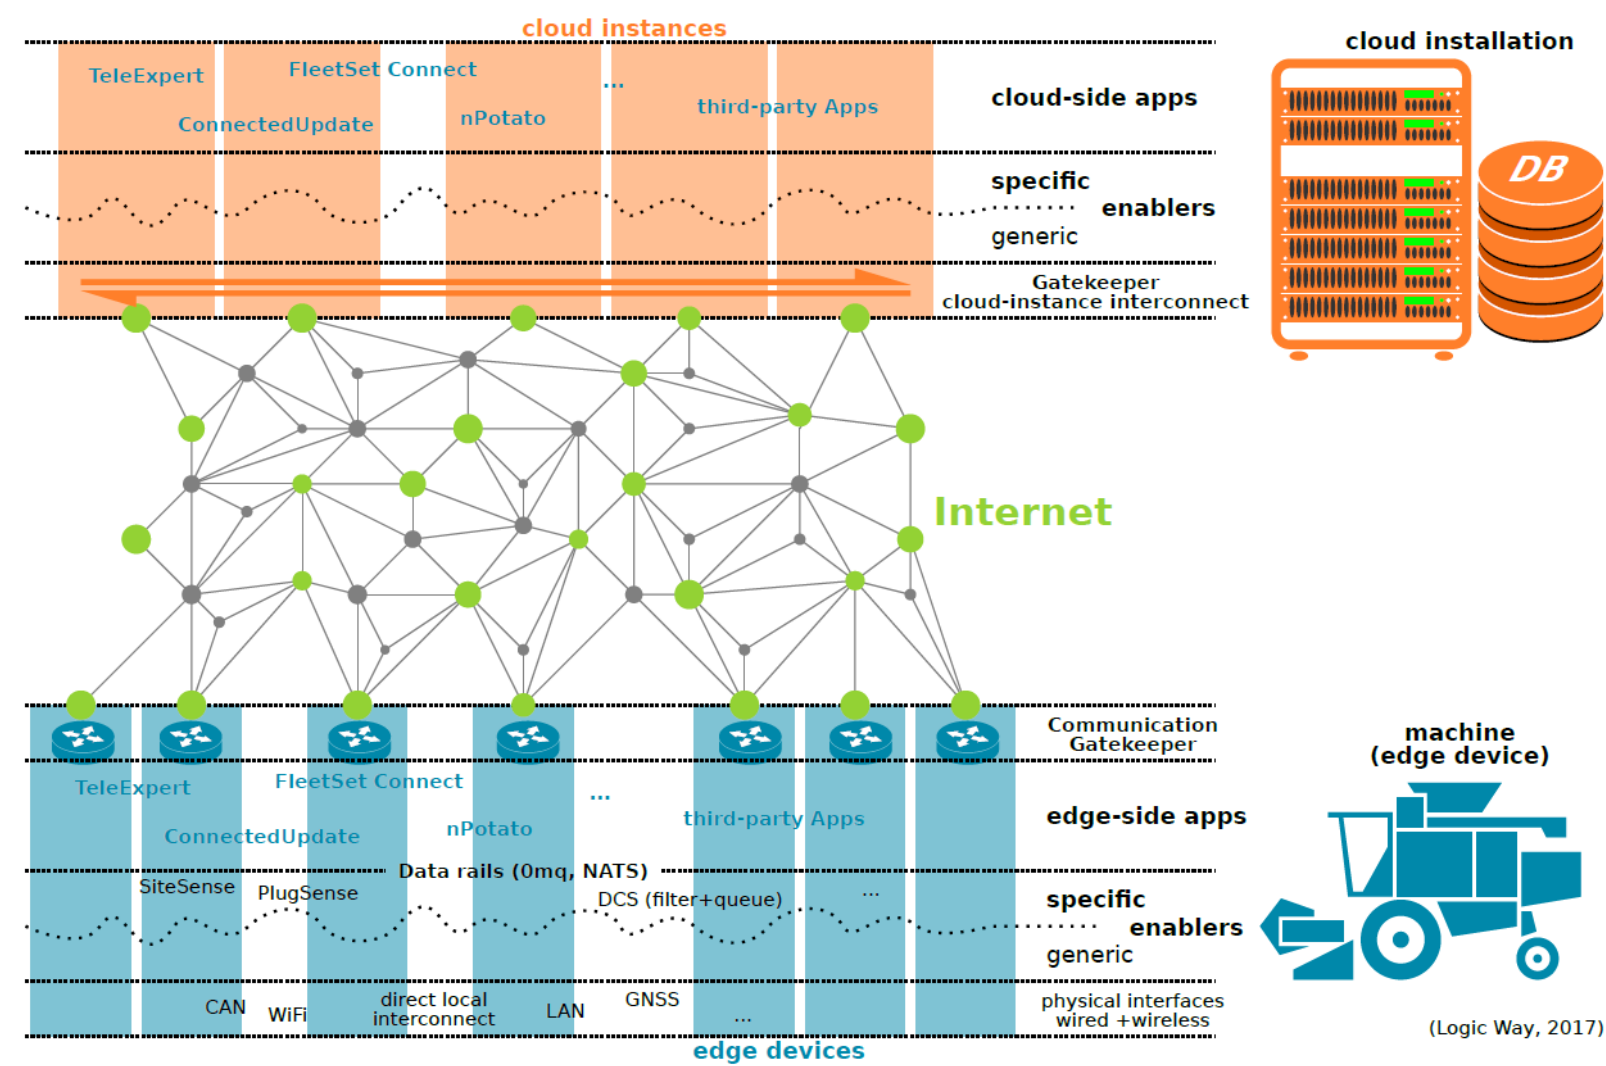 cloud instances
cloud installation
TeleExpert
FleetSet Connect
...
cloud-side apps
third-party Apps
ConnectedUpdate
nPotato
DB
specific
enablers
generic
Gatekeeper
cloud-instance interconnect
Internet
Communication
Gatekeeper
machine
(edge device)
TeleExpert
FleetSet Connect
...
third-party Apps
edge-side apps
ConnectedUpdate
nPotato
Data rails (0mq, NATS)
SiteSense
PlugSense
DCS (filter+queue)
...
specific
enablers
generic
CAN
WiFi
direct local
interconnect
LAN
GNSS
...
physical interfaces
wired +wireless
(Logic Way, 2017)
edge devices